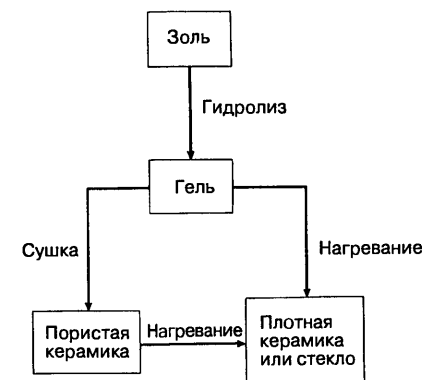 Золь
Гидролиз
Гель
Сушка
Нагревание
Пористая
керамика
Нагревание
Плотная
керамика
или стекло